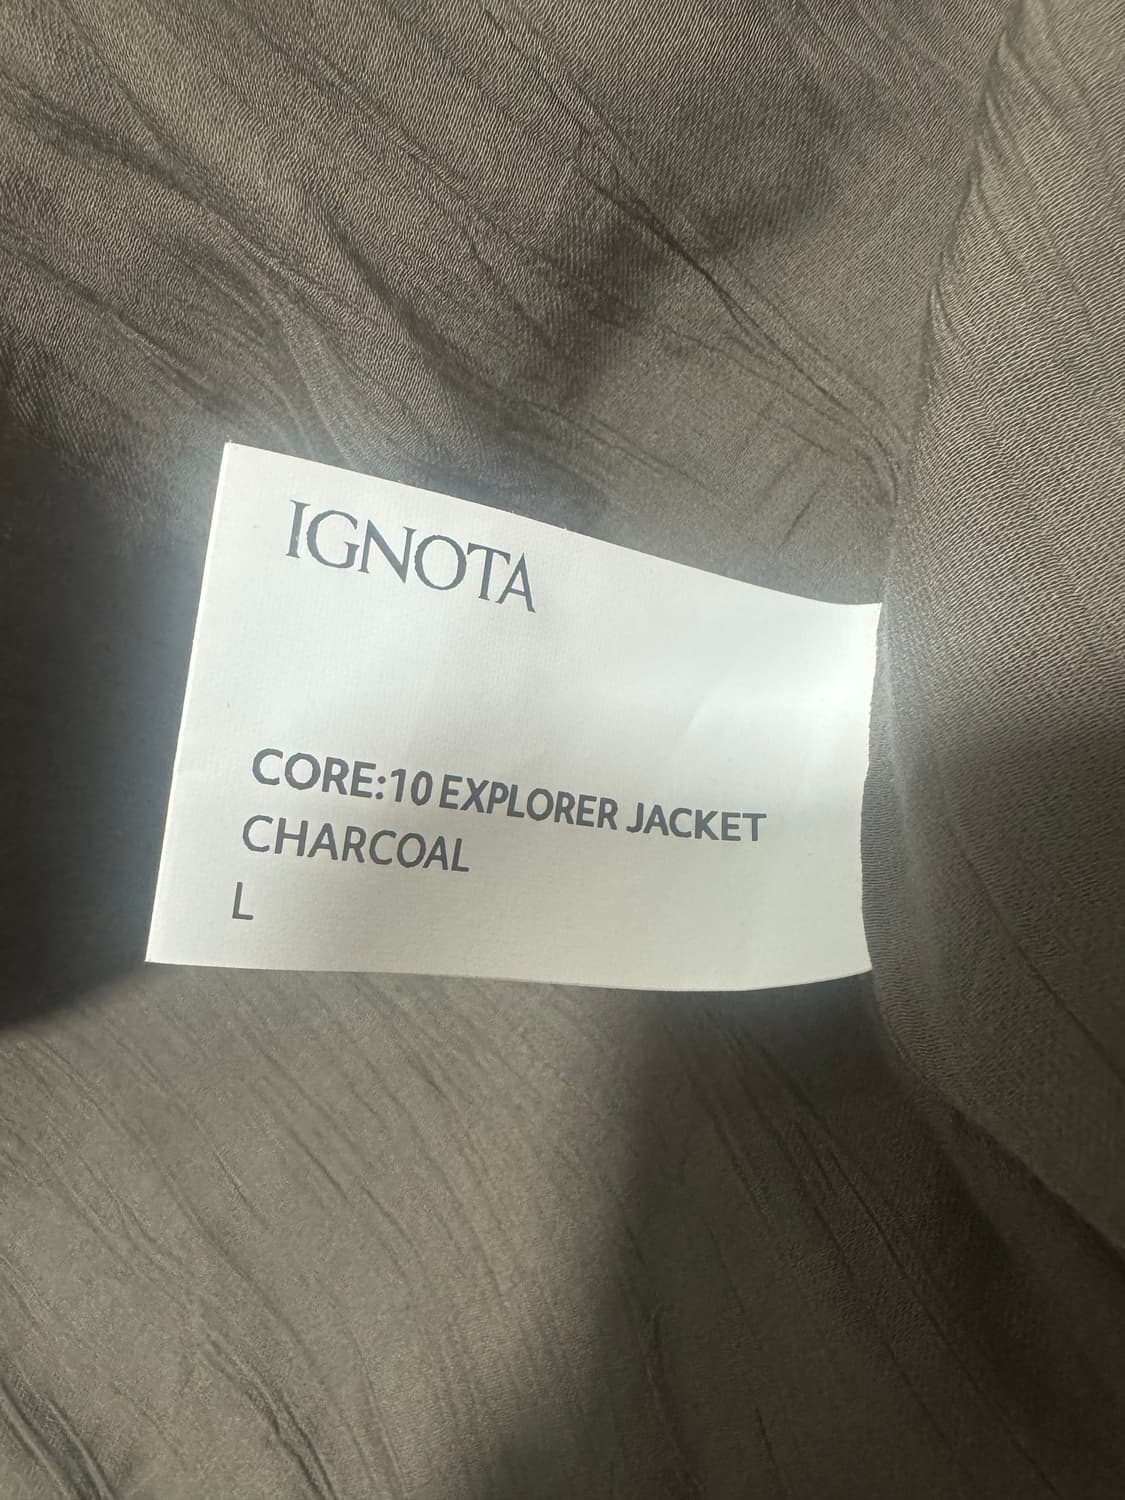 IGNOTA
CORE:10 EXPLORER JACKET
CHARCOAL
L